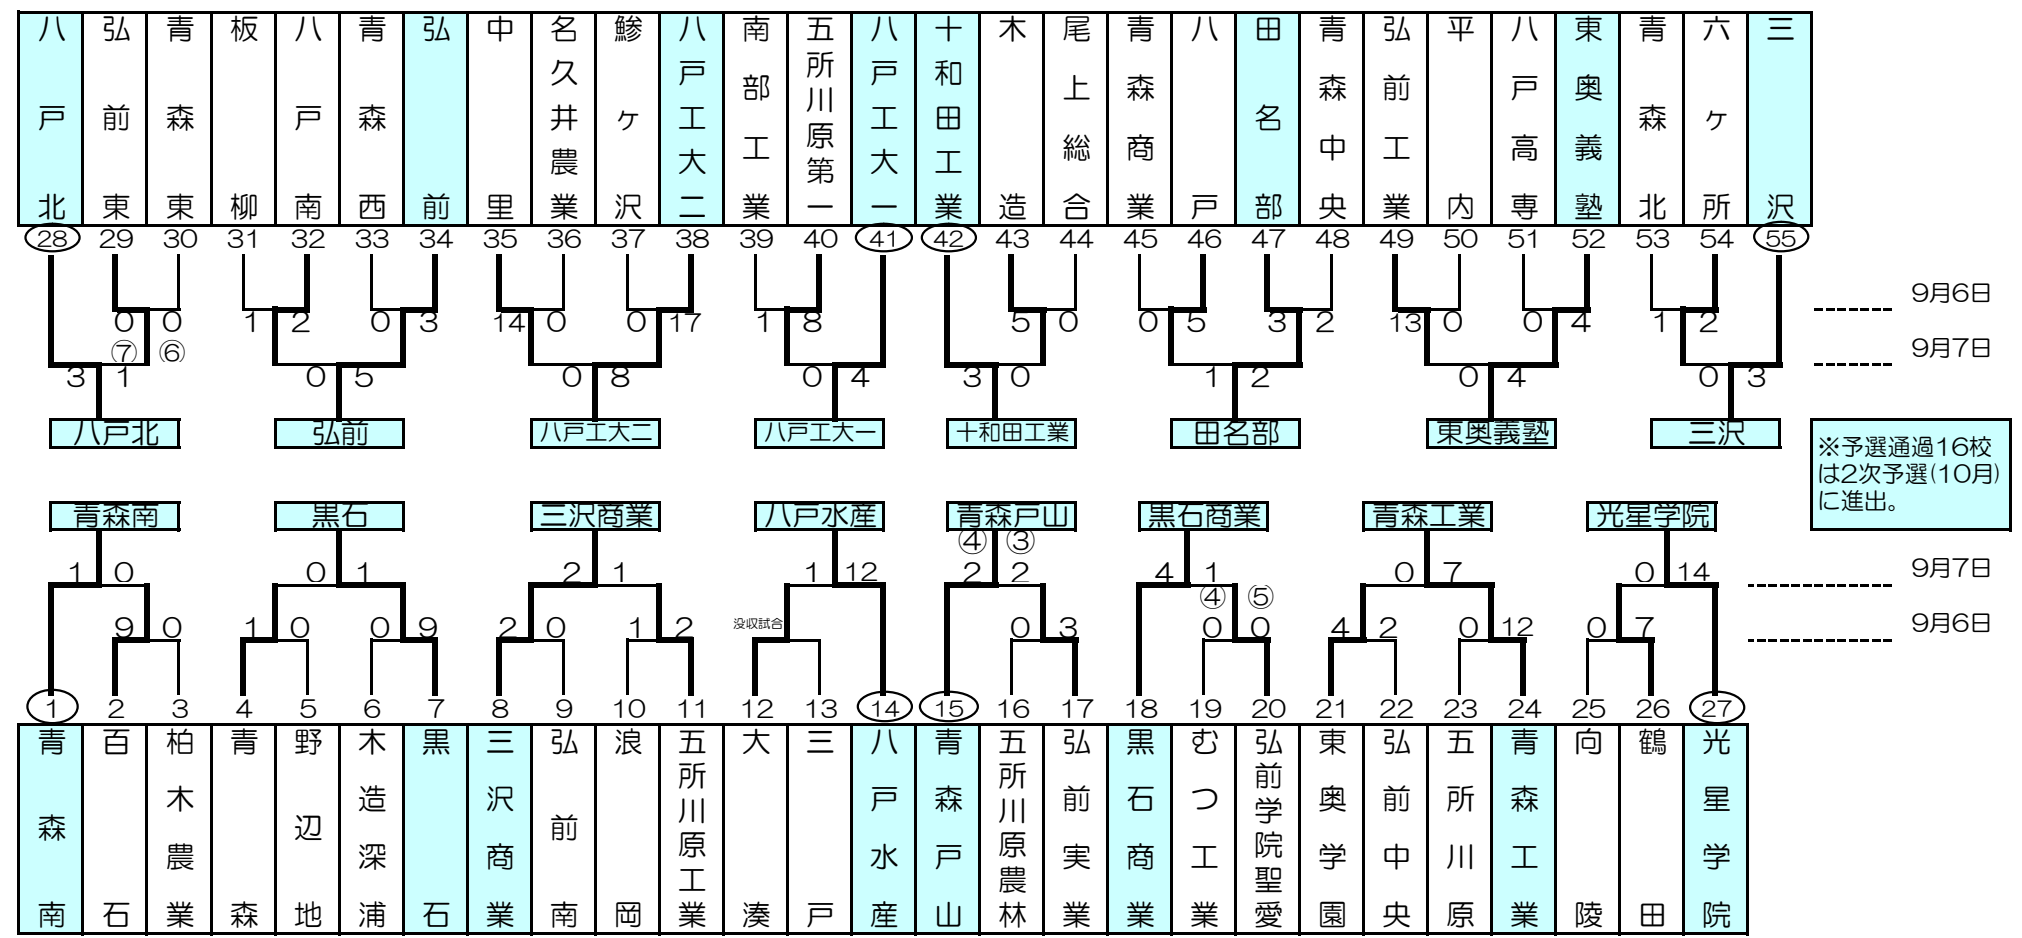 八戸北 弘前東 青森東 板柳 八戸南 青森西 弘前 中里 名久井農業 鰺ヶ沢 八戸工大二 南部工業 五所川原第一 八戸工大一 十和田工業 木造 尾上総合 青森商業 八戸 田名部 青森中央 弘前工業 平内 八戸高専 東奥義塾 青森北 六ヶ所 三沢
28 29 30 31 32 33 34 35 36 37 38 39 40 41 42 43 44 45 46 47 48 49 50 51 52 53 54 55
9月6日
0 0 1 2 0 3 14 0 0 17 1 8 5 0 0 5 3 2 13 0 0 4 1 2
⑦ ⑥
9月7日
3 1 0 5 0 8 0 4 3 0 1 2 0 4 0 3
八戸北 弘前 八戸工大二 八戸工大一 十和田工業 田名部 東奥義塾 三沢
※予選通過16校
は2次予選(10月)
に進出。
青森南 黒石 三沢商業 八戸水産 青森戸山 黒石商業 青森工業 光星学院
④ ③
1 0 0 1 2 1 1 12 2 2 4 1 0 7 0 14
9月7日
④ ⑤
9 0 1 0 0 9 2 0 1 2 没収試合 0 3 0 0 4 2 0 12 0 7
9月6日
1 2 3 4 5 6 7 8 9 10 11 12 13 14 15 16 17 18 19 20 21 22 23 24 25 26 27
青森南 百石 柏木農業 青森 野辺地 木造深浦 黒石 三沢商業 弘前南 浪岡 五所川原工業 大湊 三戸 八戸水産 青森戸山 五所川原農林 弘前実業 黒石商業 むつ工業 弘前学院聖愛 東奥学園 弘前中央 五所川原 青森工業 向陵 鶴田 光星学院